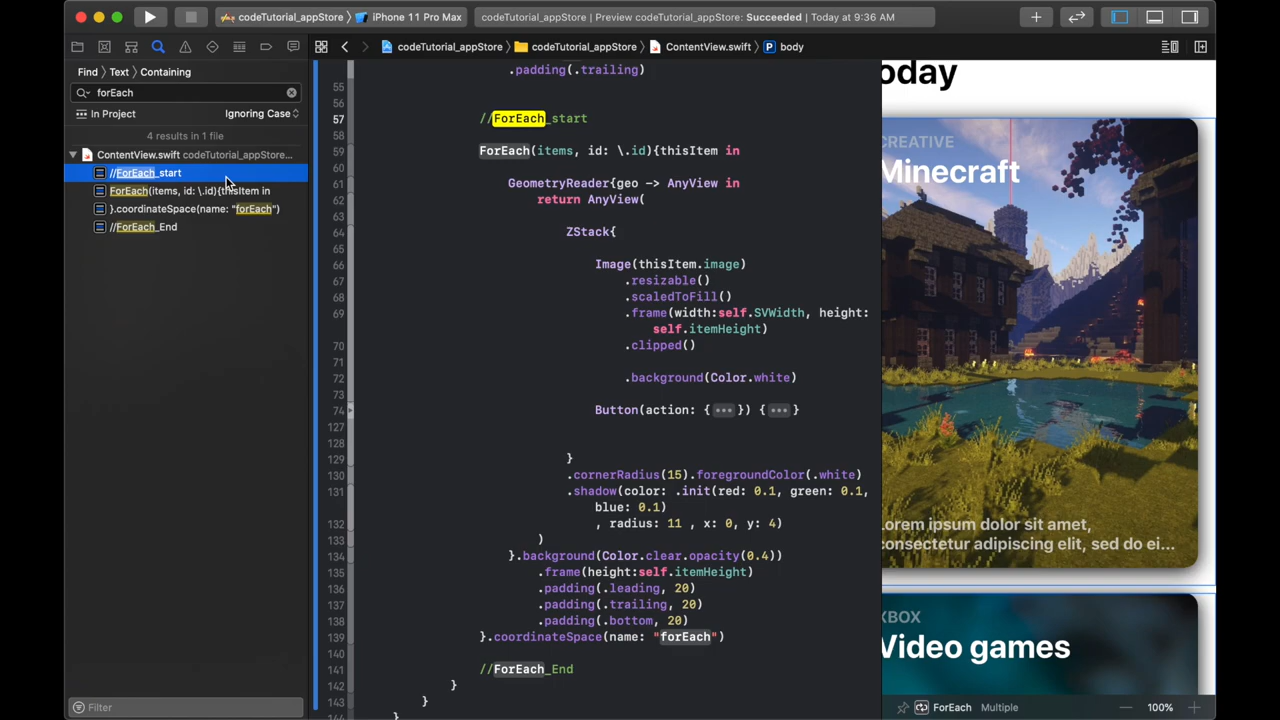 codeTutorial_appStore
iPhone 11 Pro Max
codeTutorial_appStore | Preview codeTutorial_appStore: Succeeded | Today at 9:36 AM
codeTutorial_appStore
codeTutorial_appStore
ContentView.swift
P body
Find
Text
Containing
forEach
In Project
Ignoring Case
4 results in 1 file
ContentView.swift codeTutorial_appStore...
//ForEach_start
ForEach(items, id: \.id){thisItem in
}.coordinateSpace(name: "forEach")
//ForEach_End
Filter
.padding(.trailing)
55
56
57 //ForEach_start
58
59 ForEach(items, id: \.id){thisItem in
60
61 GeometryReader{geo -> AnyView in
62 return AnyView(
63
64 ZStack{
65
66 Image(thisItem.image)
67 .resizable()
68 .scaledToFill()
69 .frame(width:self.SVWidth, height:
self.itemHeight)
70 .clipped()
71
72 .background(Color.white)
73
74 Button(action: {•••}) {•••}
127
128
129 }
130 .cornerRadius(15).foregroundColor(.white)
131 .shadow(color: .init(red: 0.1, green: 0.1,
blue: 0.1)
132 , radius: 11 , x: 0, y: 4)
133 )
134 }.background(Color.clear.opacity(0.4))
135 .frame(height:self.itemHeight)
136 .padding(.leading, 20)
137 .padding(.trailing, 20)
138 .padding(.bottom, 20)
139 }.coordinateSpace(name: "forEach")
140
141 //ForEach_End
142 }
143 }
144 }
oday
CREATIVE
Minecraft
Lorem ipsum dolor sit amet,
consectetur adipiscing elit, sed do ei...
XBOX
Video games
ForEach Multiple
100%